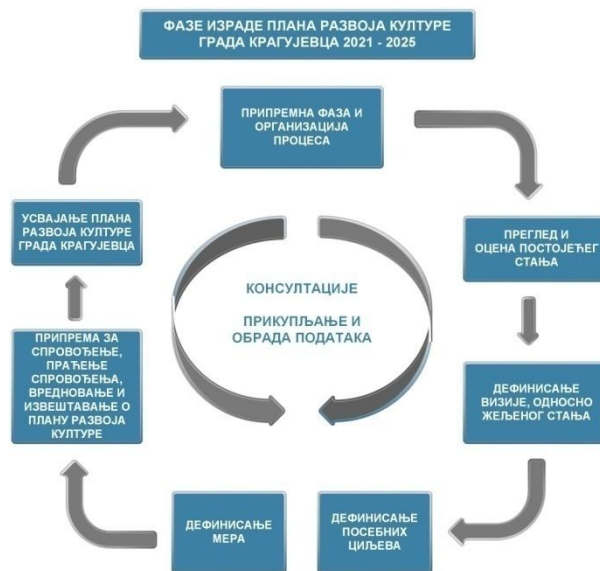 ФАЗЕ ИЗРАДЕ ПЛАНА РАЗВОЈА КУЛТУРЕ
ГРАДА КРАГУЈЕВЦА 2021 - 2025
ПРИПРЕМНА ФАЗА И
ОРГАНИЗАЦИЈА
ПРОЦЕСА
ПРЕГЛЕД И
ОЦЕНА ПОСТОЈЕЋЕГ
СТАЊА
ДЕФИНИСАЊЕ
ВИЗИЈЕ, ОДНОСНО
ЖЕЉЕНОГ СТАЊА
ДЕФИНИСАЊЕ
ПОСЕБНИХ
ЦИЉЕВА
ДЕФИНИСАЊЕ
МЕРА
ПРИПРЕМА ЗА
СПРОВОЂЕЊЕ,
ПРАЋЕЊЕ
СПРОВОЂЕЊА,
ВРЕДНОВАЊЕ И
ИЗВЕШТАВАЊЕ О
ПЛАНУ РАЗВОЈА
КУЛТУРЕ
УСВАЈАЊЕ ПЛАНА
РАЗВОЈА КУЛТУРЕ
ГРАДА КРАГУЈЕВЦА
КОНСУЛТАЦИЈЕ
ПРИКУПЉАЊЕ И
ОБРАДА ПОДАТАКА